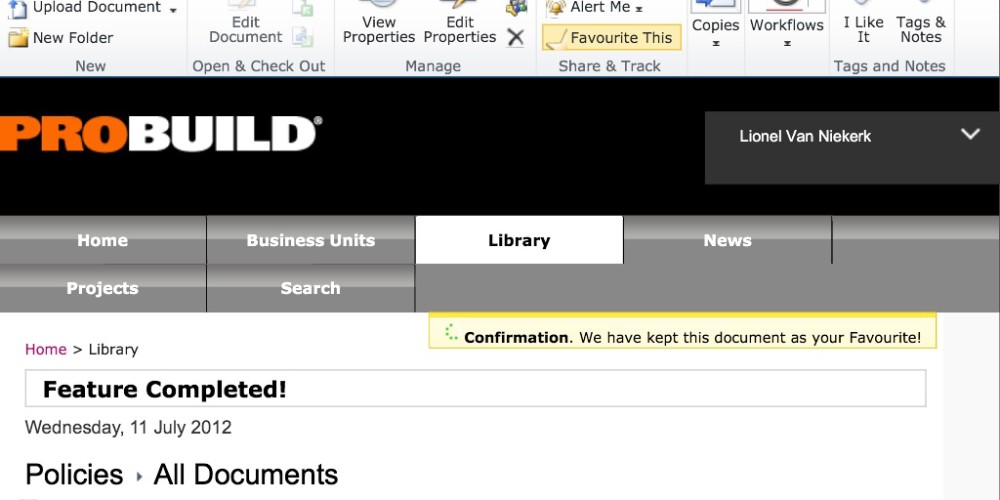 Upload Document
New Folder
New
Edit
Document
Open & Check Out
View
Properties
Edit
Properties
Manage
Alert Me
Favourite This
Share & Track
Copies
Workflows
I Like
It
Tags &
Notes
Tags and Notes
PROBUILD®
Lionel Van Niekerk
Home
Business Units
Library
News
Projects
Search
Confirmation. We have kept this document as your Favourite!
Home > Library
Feature Completed!
Wednesday, 11 July 2012
Policies ▸ All Documents